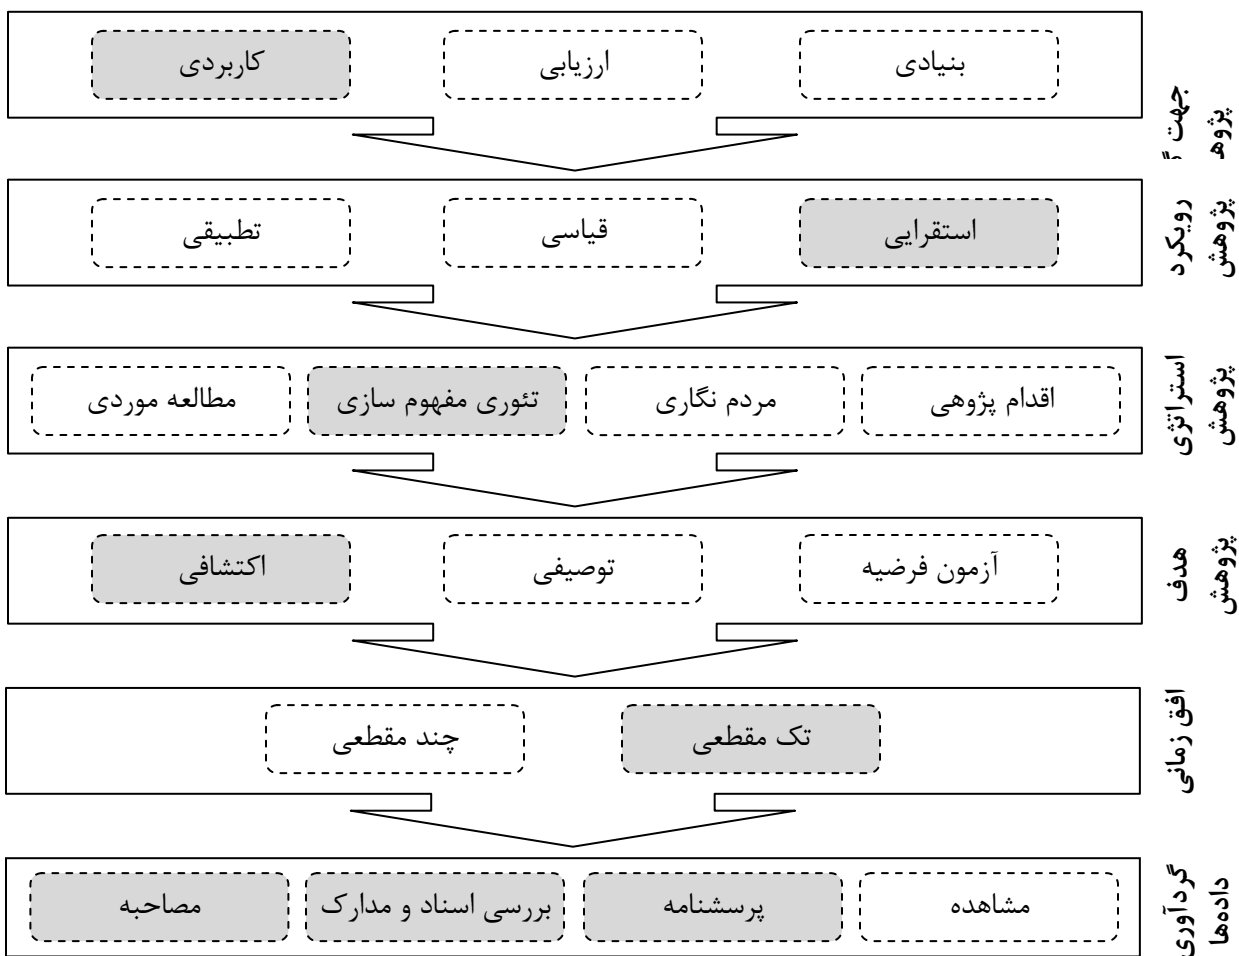 جهت
پژوه
بنیادی
ارزیابی
کاربردی
رویکرد
پژوهش
استقرایی
قیاسی
تطبیقی
استراتژی
پژوهش
اقدام پژوهی
مردم نگاری
تئوری مفهوم سازی
مطالعه موردی
هدف
پژوهش
آزمون فرضیه
توصیفی
اکتشافی
افق زمانی
تک مقطعی
چند مقطعی
گردآوری
داده‌ها
مشاهده
پرسشنامه
بررسی اسناد و مدارک
مصاحبه